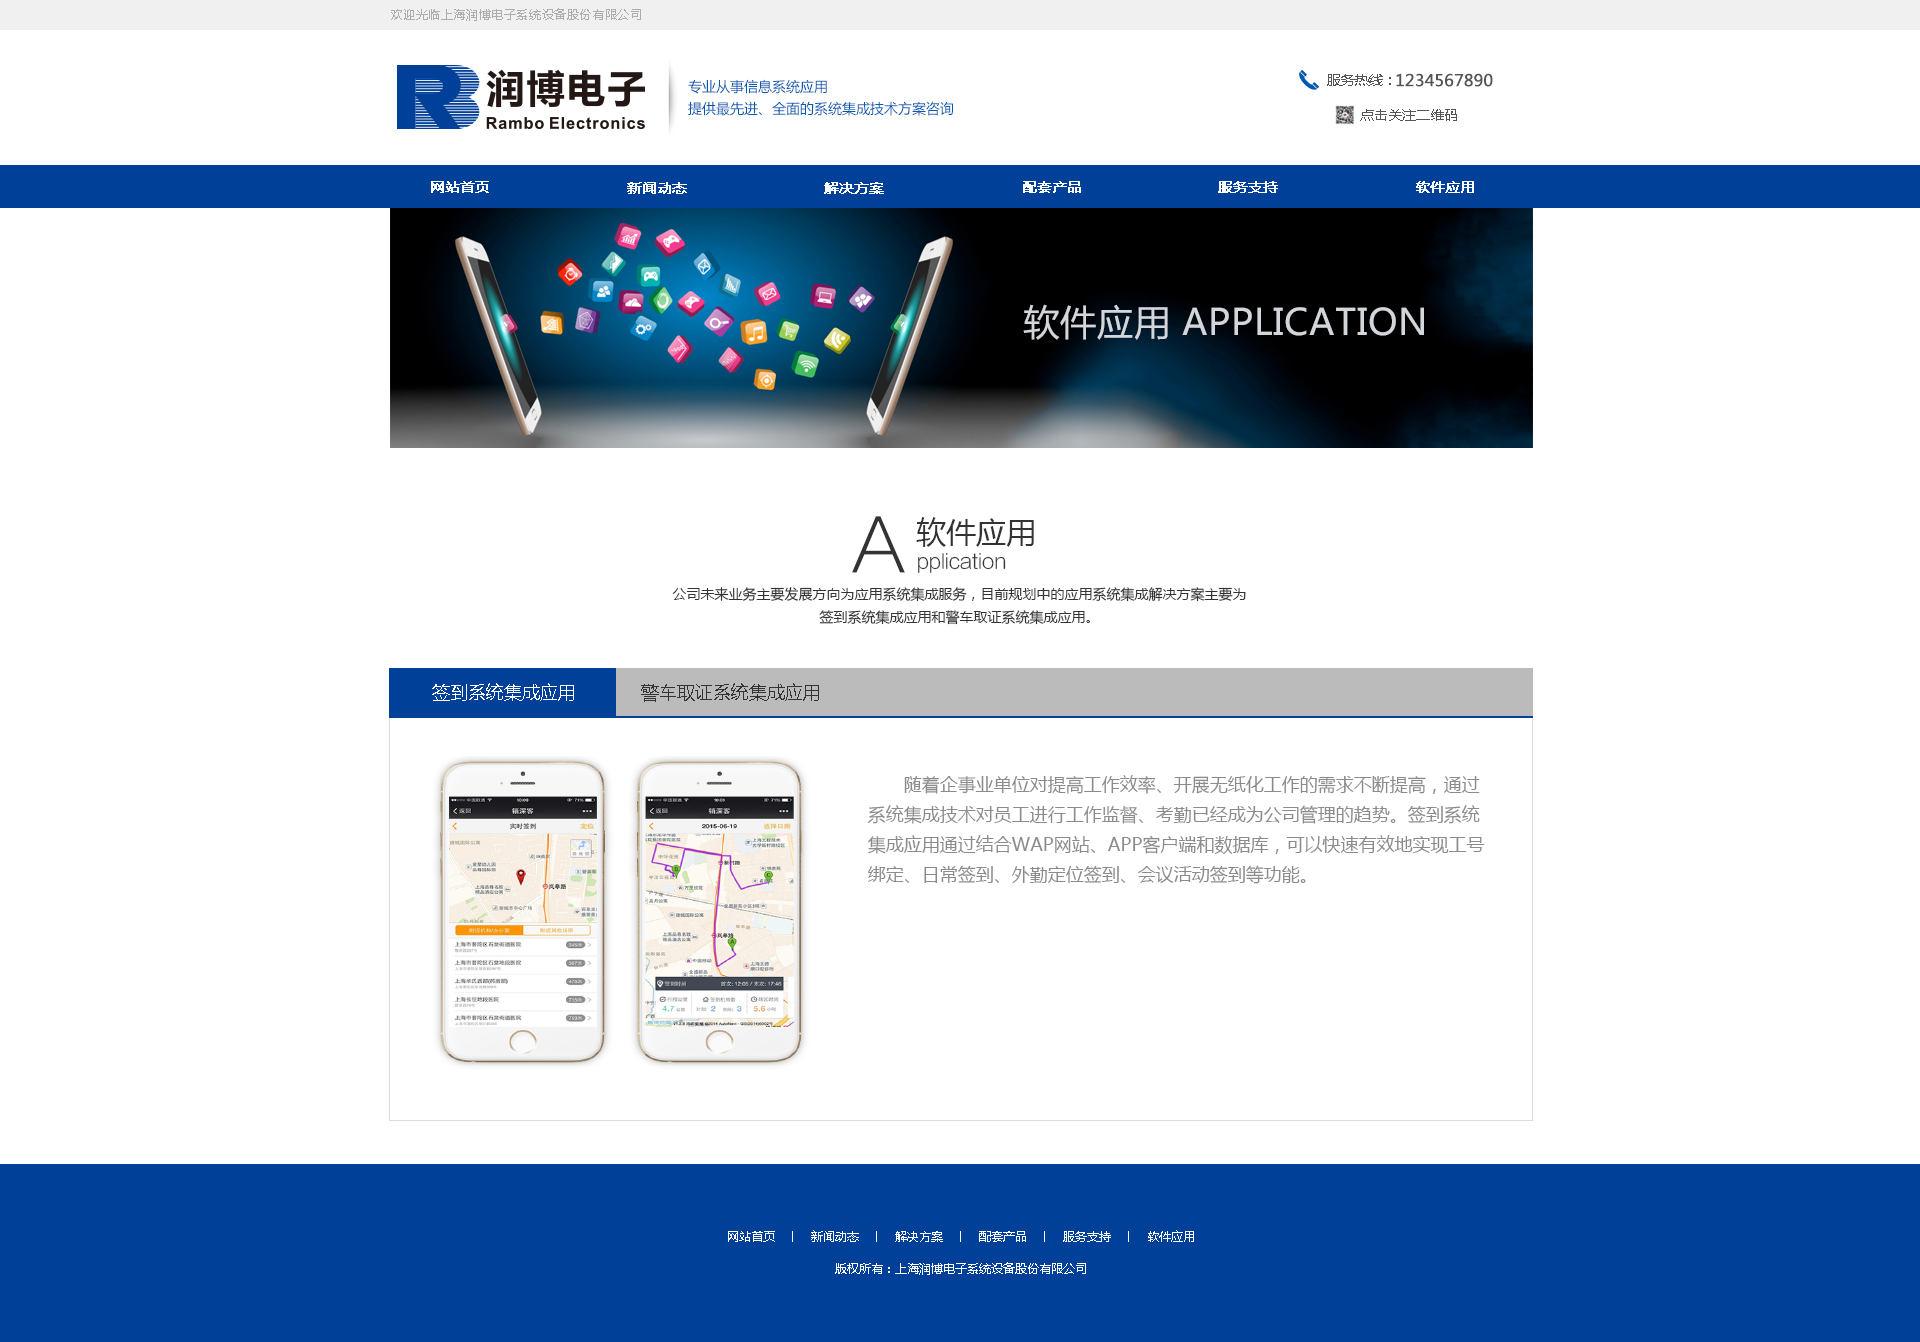 欢迎光临上海润博电子系统设备股份有限公司
润博电子
Rambo Electronics
专业从事信息系统应用
提供最先进、全面的系统集成技术方案咨询
服务热线：1234567890
点击关注二维码
网站首页 新闻动态 解决方案 配套产品 服务支持 软件应用
软件应用 APPLICATION
A 软件应用
pplication
公司未来业务主要发展方向为应用系统集成服务，目前规划中的应用系统集成解决方案主要为
签到系统集成应用和警车取证系统集成应用。
签到系统集成应用 警车取证系统集成应用
返回
实时签到
定位
返回
2015-06-19
选择日期
随着企事业单位对提高工作效率、开展无纸化工作的需求不断提高，通过
系统集成技术对员工进行工作监督、考勤已经成为公司管理的趋势。签到系统
集成应用通过结合WAP网站、APP客户端和数据库，可以快速有效地实现工号
绑定、日常签到、外勤定位签到、会议活动签到等功能。
网站首页 | 新闻动态 | 解决方案 | 配套产品 | 服务支持 | 软件应用
版权所有：上海润博电子系统设备股份有限公司